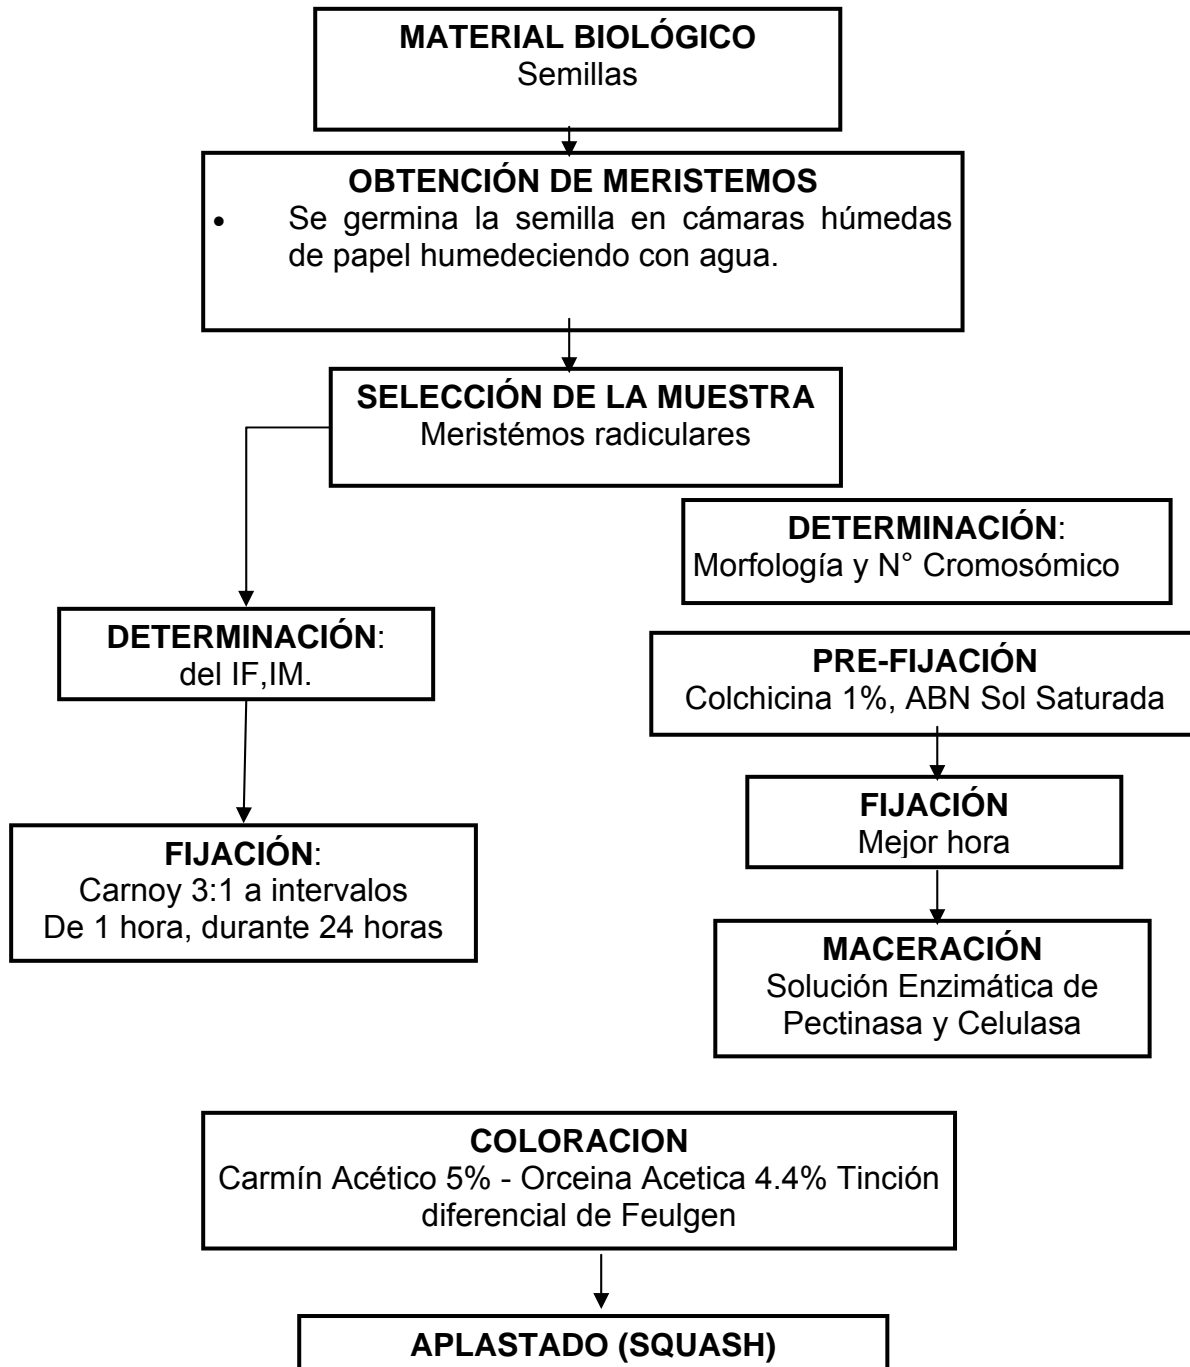 MATERIAL BIOLÓGICO
Semillas
OBTENCIÓN DE MERISTEMOS
• Se germina la semilla en cámaras húmedas
de papel humedeciendo con agua.
SELECCIÓN DE LA MUESTRA
Meristémos radiculares
DETERMINACIÓN:
Morfología y N° Cromosómico
DETERMINACIÓN:
del IF,IM.
PRE-FIJACIÓN
Colchicina 1%, ABN Sol Saturada
FIJACIÓN
Mejor hora
FIJACIÓN:
Carnoy 3:1 a intervalos
De 1 hora, durante 24 horas
MACERACIÓN
Solución Enzimática de
Pectinasa y Celulasa
COLORACION
Carmín Acético 5% - Orceina Acetica 4.4% Tinción
diferencial de Feulgen
APLASTADO (SQUASH)